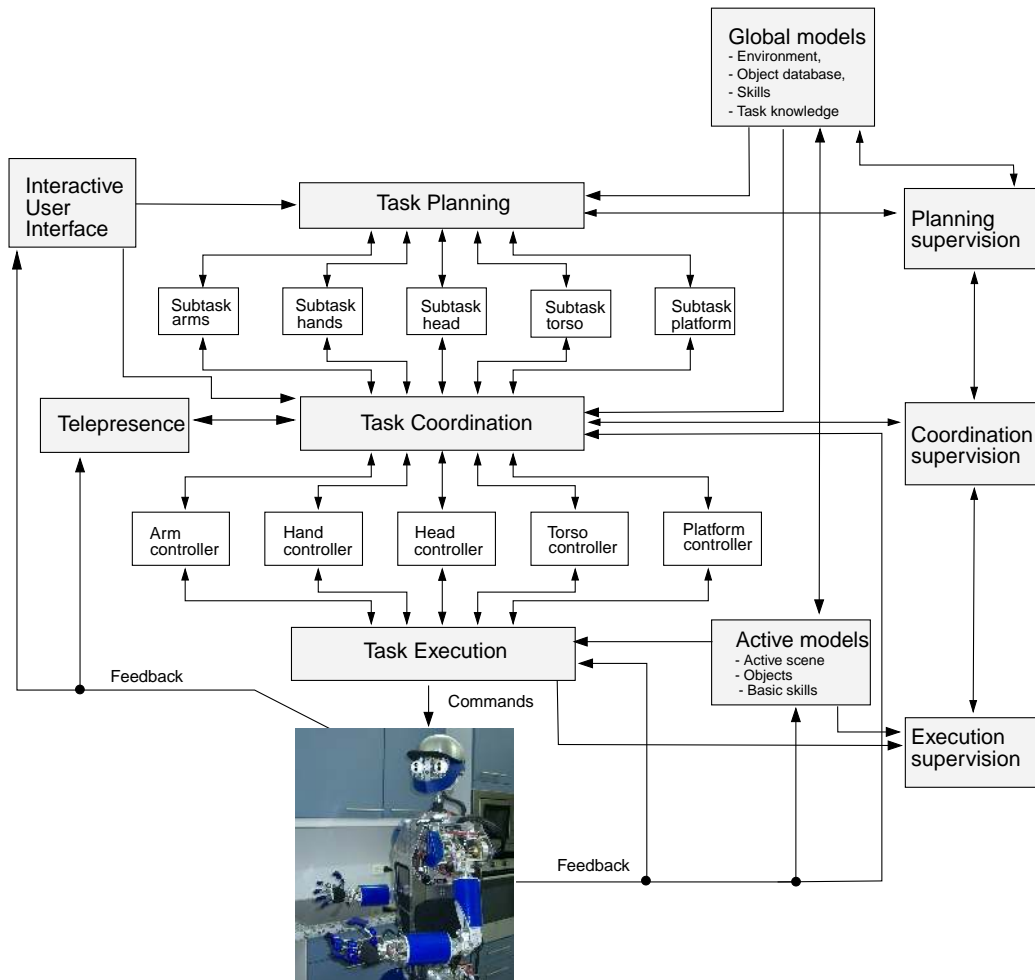 Global models
- Environment,
- Object database,
- Skills
- Task knowledge
Interactive
User
Interface
Task Planning
Planning
supervision
Subtask
arms
Subtask
hands
Subtask
head
Subtask
torso
Subtask
platform
Telepresence
Task Coordination
Coordination
supervision
Arm
controller
Hand
controller
Head
controller
Torso
controller
Platform
controller
Task Execution
Active models
- Active scene
- Objects
- Basic skills
Feedback
Commands
Execution
supervision
Feedback